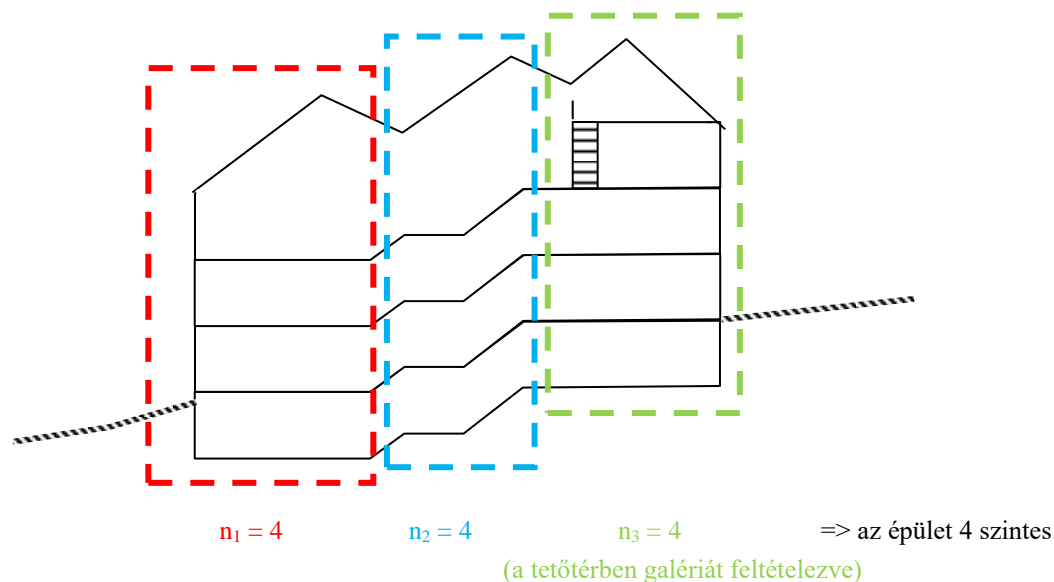 n₁ = 4 n₂ = 4 n₃ = 4 => az épület 4 szintes
(a tetőtérben galériát feltételezve)